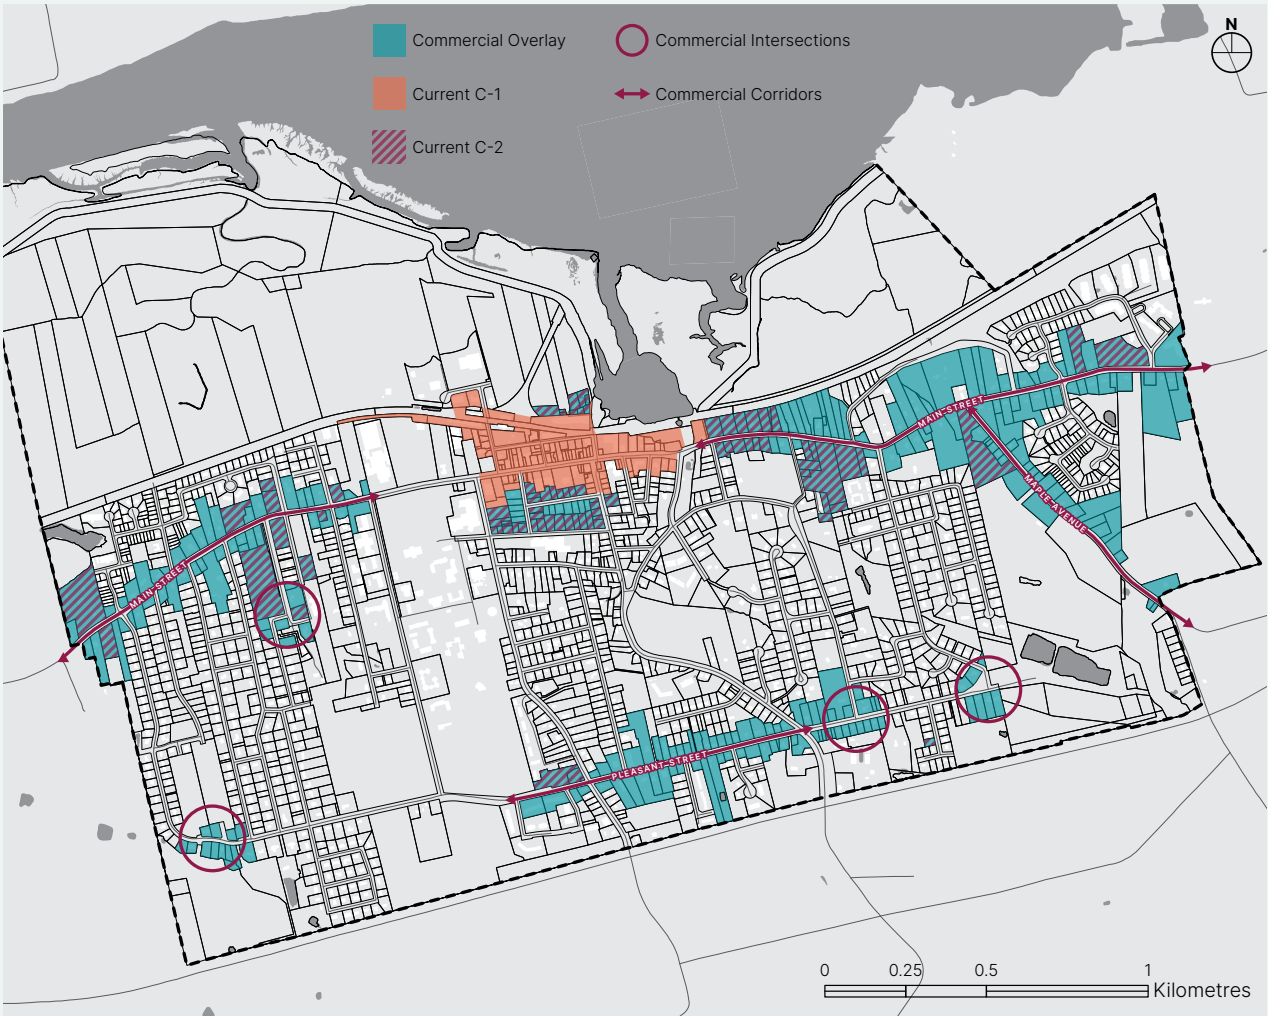 Commercial Overlay
Commercial Intersections
N
Current C-1
Commercial Corridors
Current C-2
MAIN-STREET
MAPLE-AVENUE
MAIN-STREET
PLEASANT-STREET
0 0.25 0.5 1
Kilometres